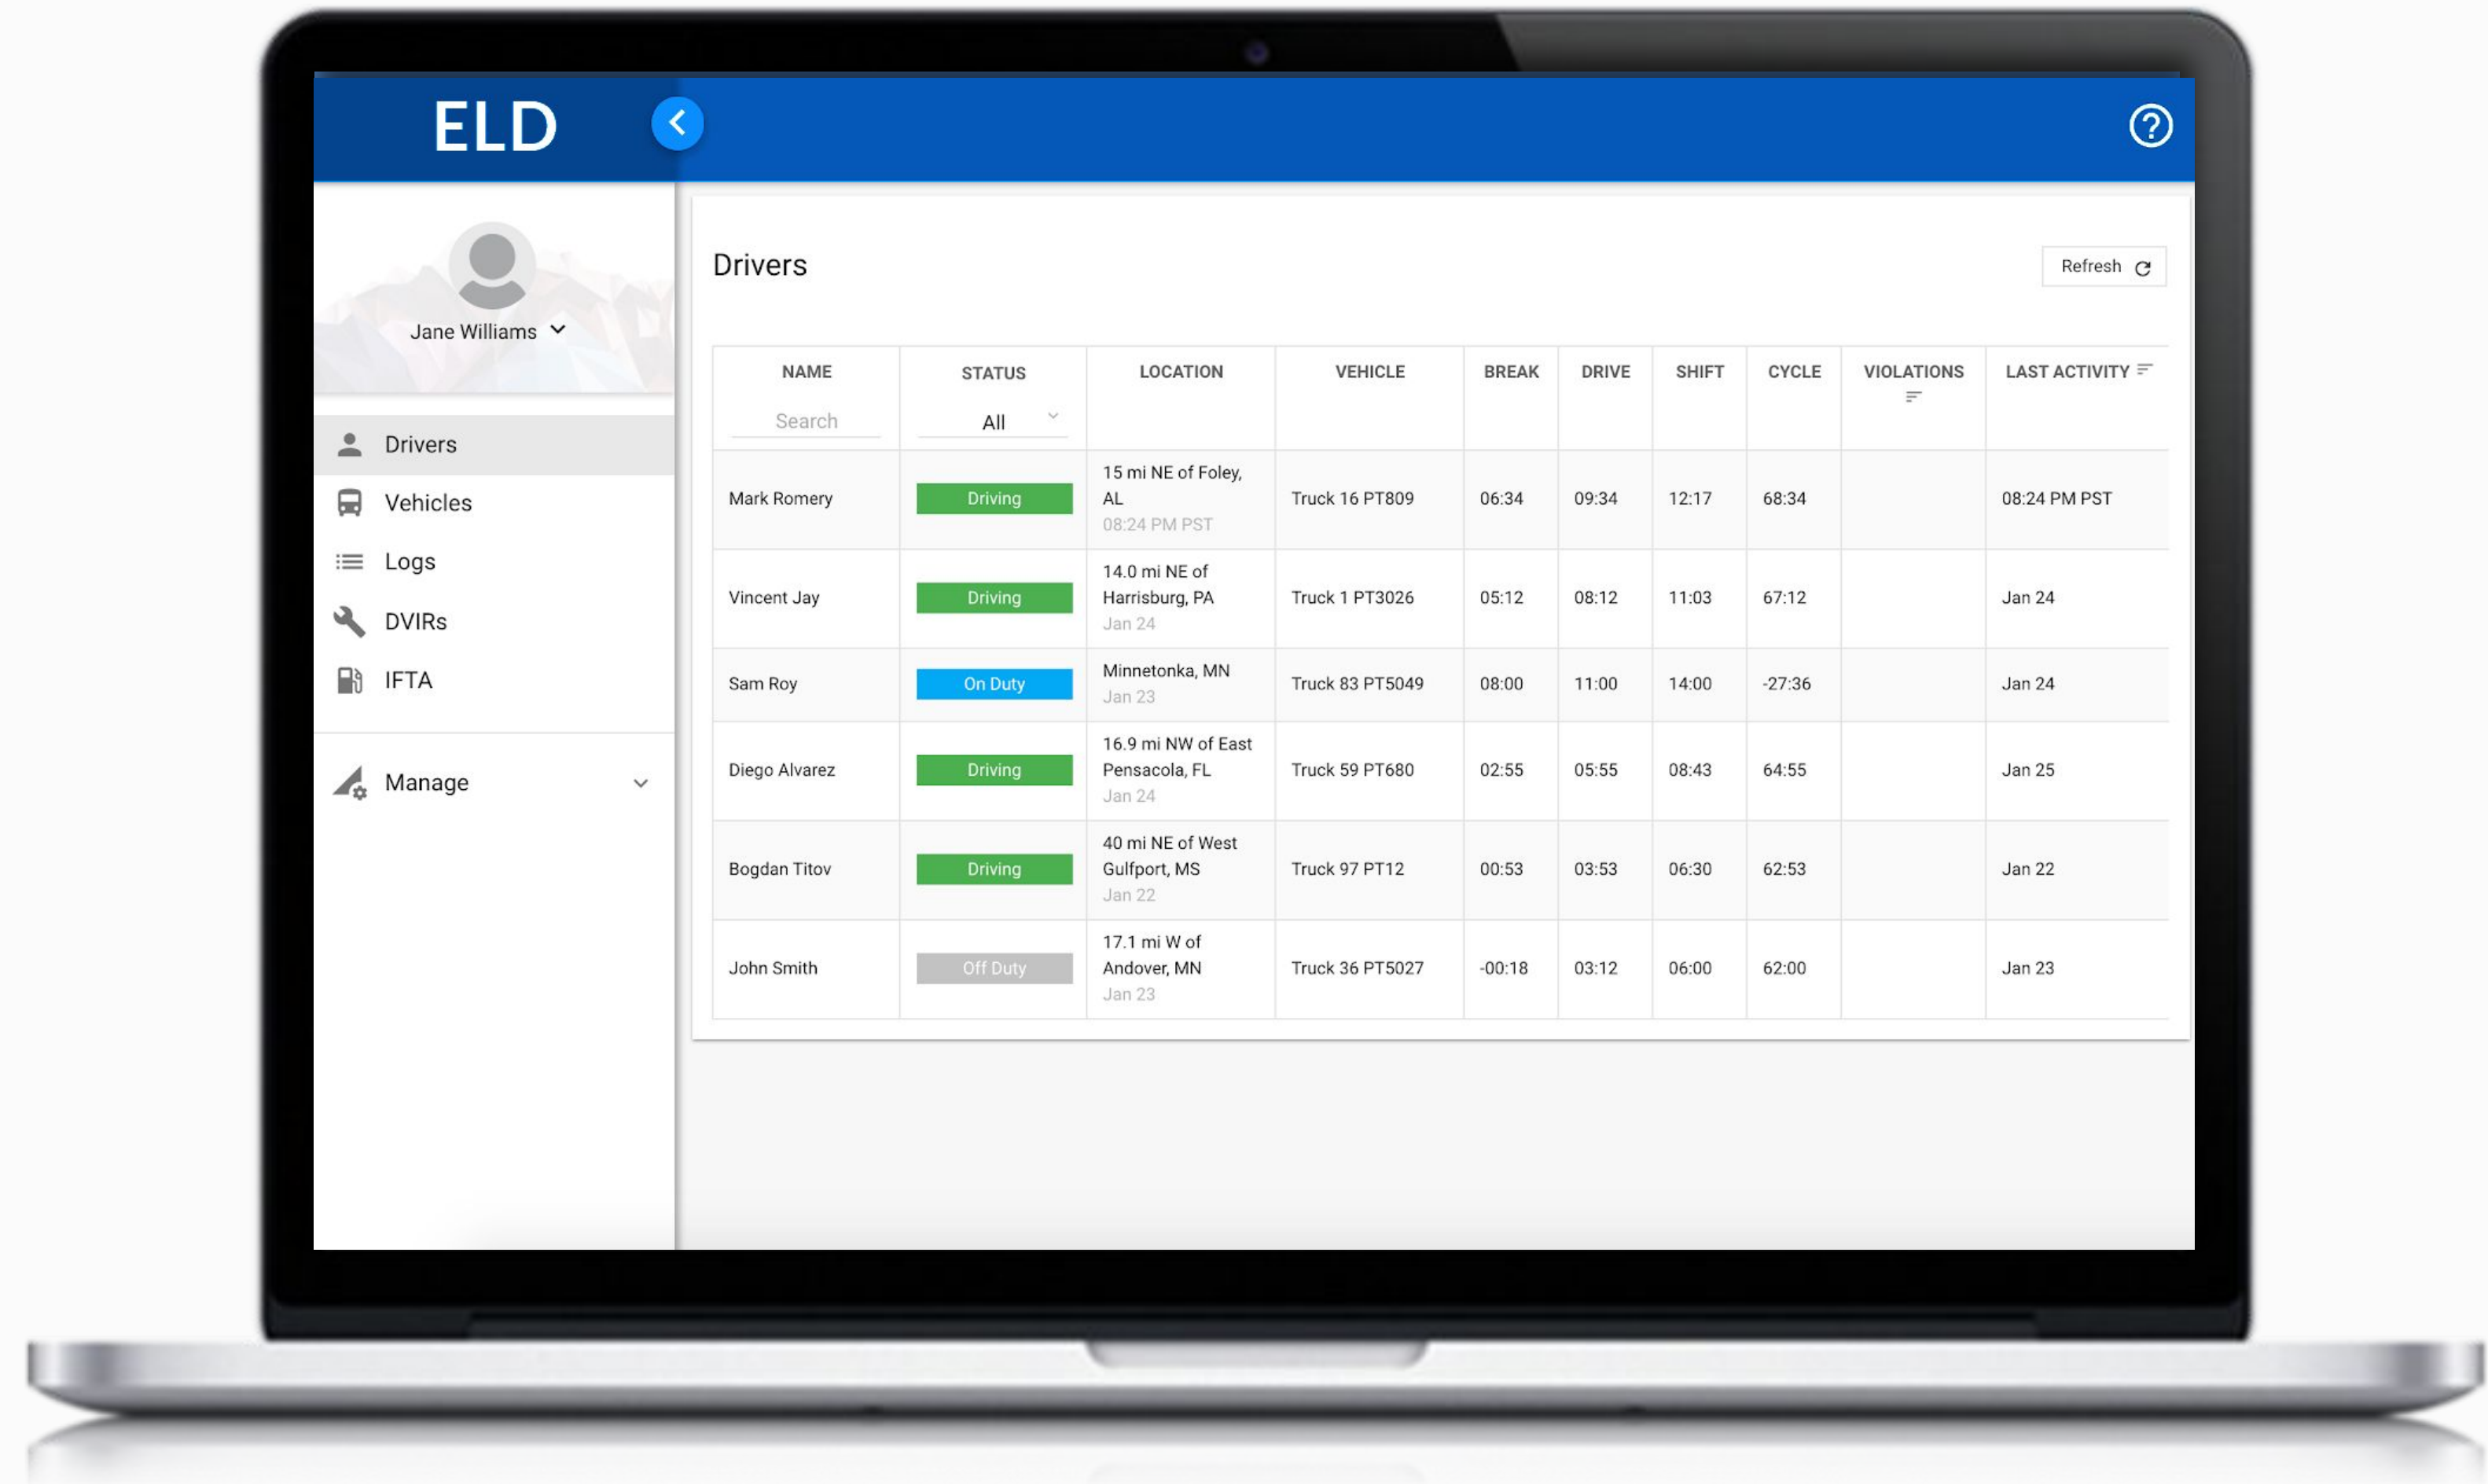 ELD
Jane Williams
Drivers
Vehicles
Logs
DVIRs
IFTA
Manage
Drivers
Refresh
NAME STATUS LOCATION VEHICLE BREAK DRIVE SHIFT CYCLE VIOLATIONS LAST ACTIVITY
Search All
Mark Romery Driving 15 mi NE of Foley,
AL
08:24 PM PST Truck 16 PT809 06:34 09:34 12:17 68:34 08:24 PM PST
Vincent Jay Driving 14.0 mi NE of
Harrisburg, PA
Jan 24 Truck 1 PT3026 05:12 08:12 11:03 67:12 Jan 24
Sam Roy On Duty Minnetonka, MN
Jan 23 Truck 83 PT5049 08:00 11:00 14:00 -27:36 Jan 24
Diego Alvarez Driving 16.9 mi NW of East
Pensacola, FL
Jan 24 Truck 59 PT680 02:55 05:55 08:43 64:55 Jan 25
Bogdan Titov Driving 40 mi NE of West
Gulfport, MS
Jan 22 Truck 97 PT12 00:53 03:53 06:30 62:53 Jan 22
John Smith Off Duty 17.1 mi W of
Andover, MN
Jan 23 Truck 36 PT5027 -00:18 03:12 06:00 62:00 Jan 23